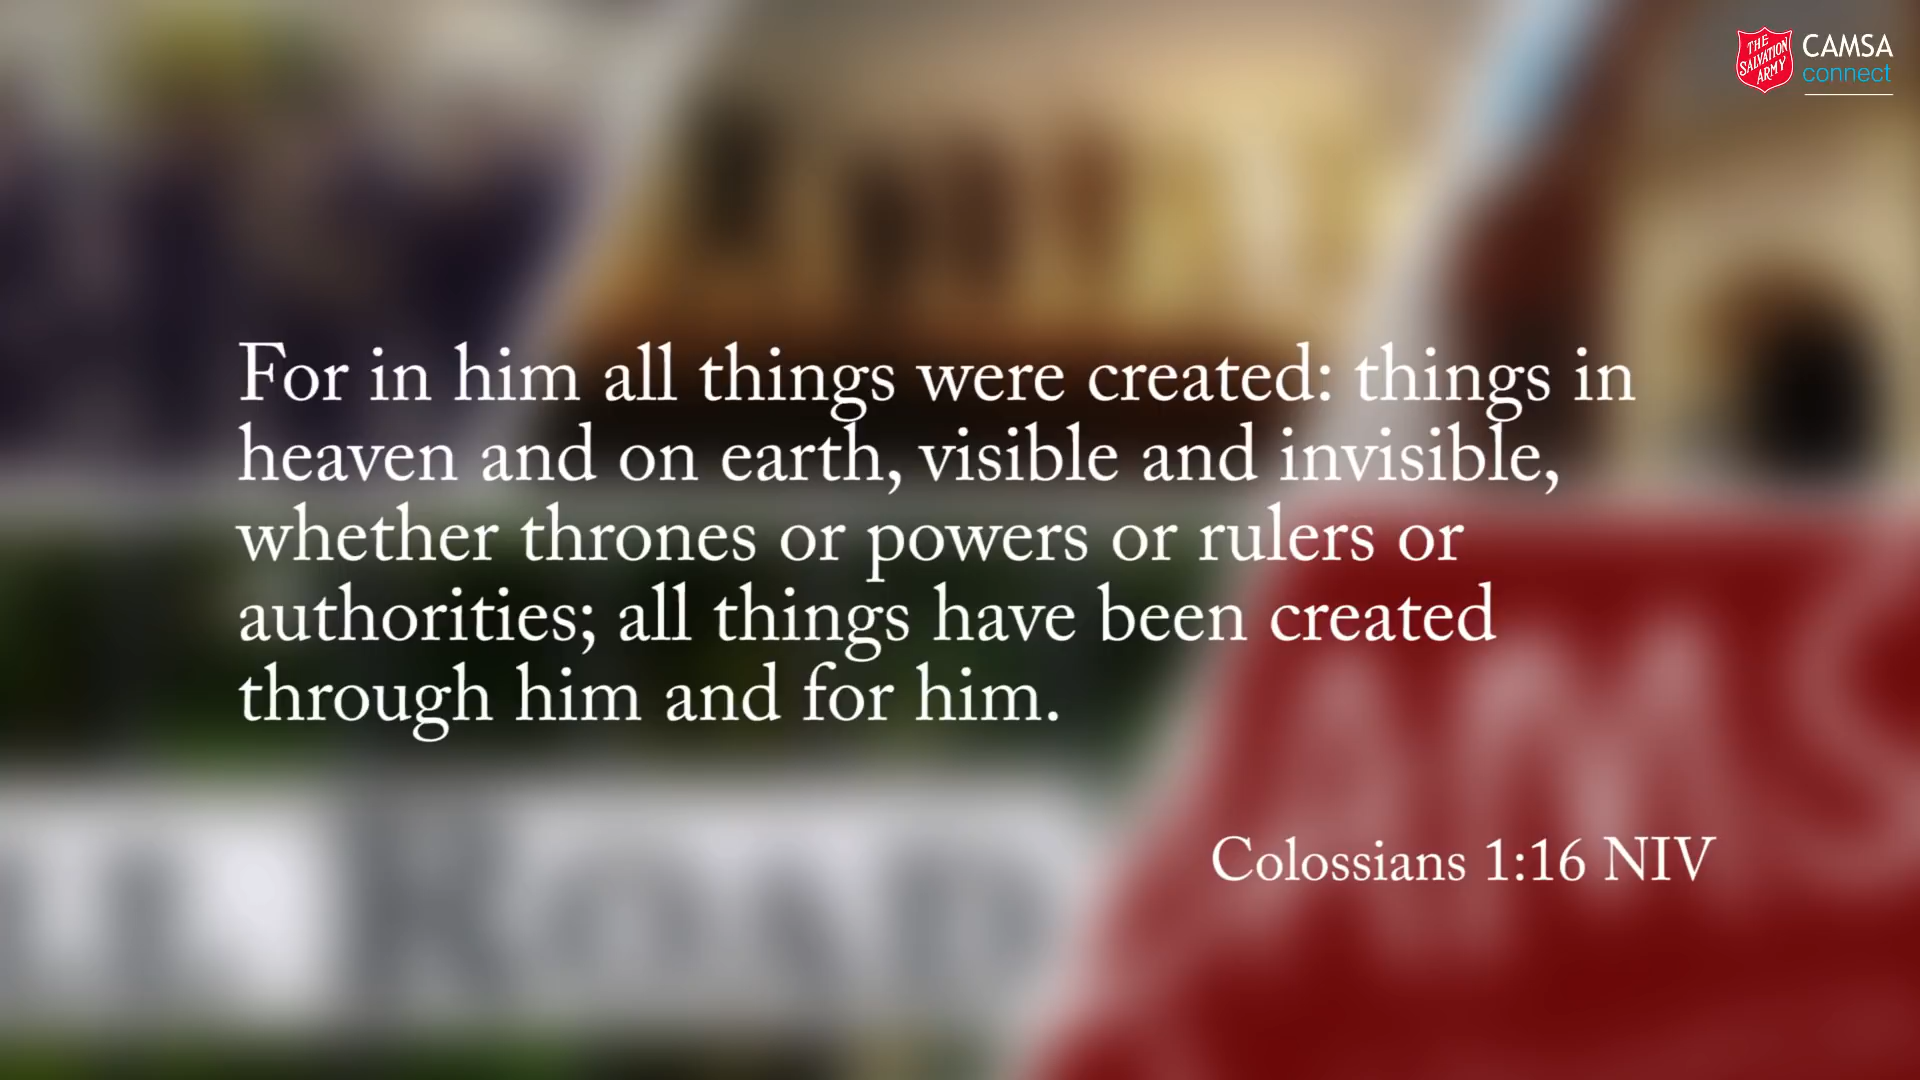 THE
SALVATION
ARMY
CAMSA
connect
For in him all things were created: things in
heaven and on earth, visible and invisible,
whether thrones or powers or rulers or
authorities; all things have been created
through him and for him.
Colossians 1:16 NIV